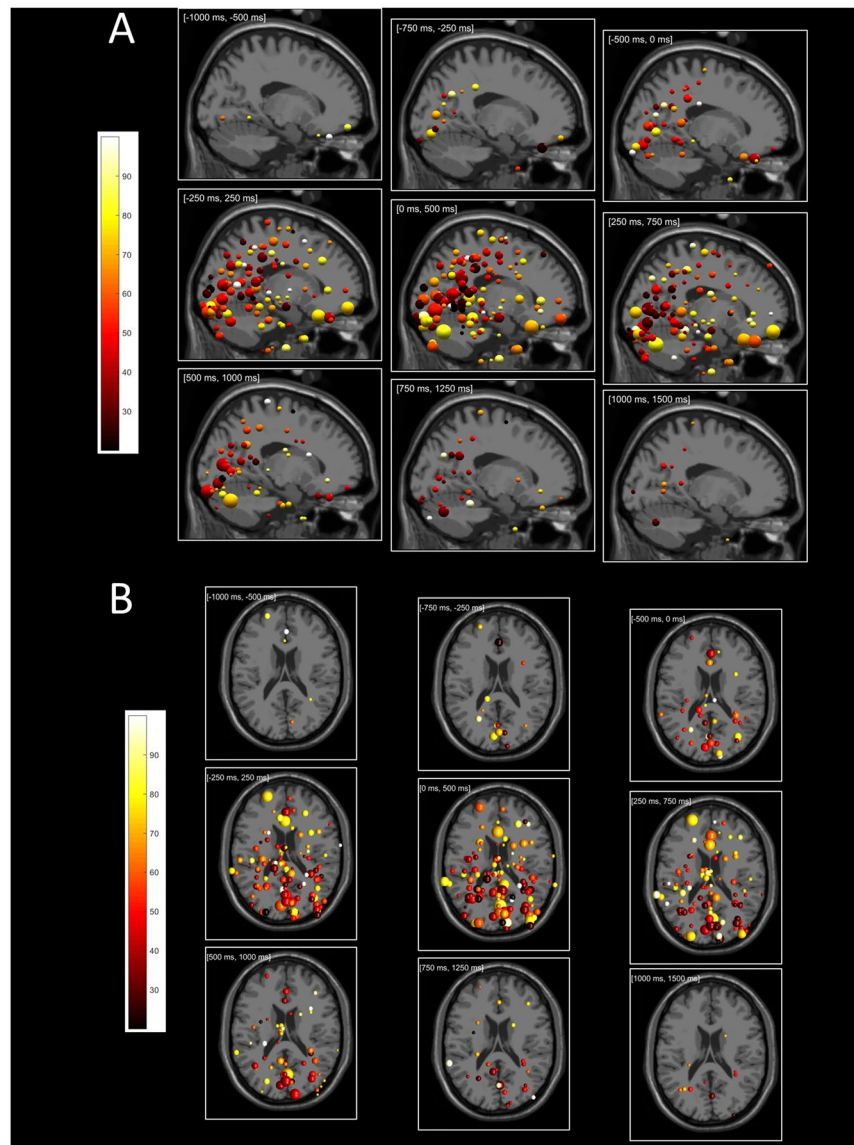 A
[-1000 ms, -500 ms]
[-750 ms, -250 ms]
[-500 ms, 0 ms]
90
80
70
60
50
40
30
[-250 ms, 250 ms]
[0 ms, 500 ms]
[250 ms, 750 ms]
[500 ms, 1000 ms]
[750 ms, 1250 ms]
[1000 ms, 1500 ms]
B
[-1000 ms, -500 ms]
[-750 ms, -250 ms]
[-500 ms, 0 ms]
90
80
70
60
50
40
30
[-250 ms, 250 ms]
[0 ms, 500 ms]
[250 ms, 750 ms]
[500 ms, 1000 ms]
[750 ms, 1250 ms]
[1000 ms, 1500 ms]